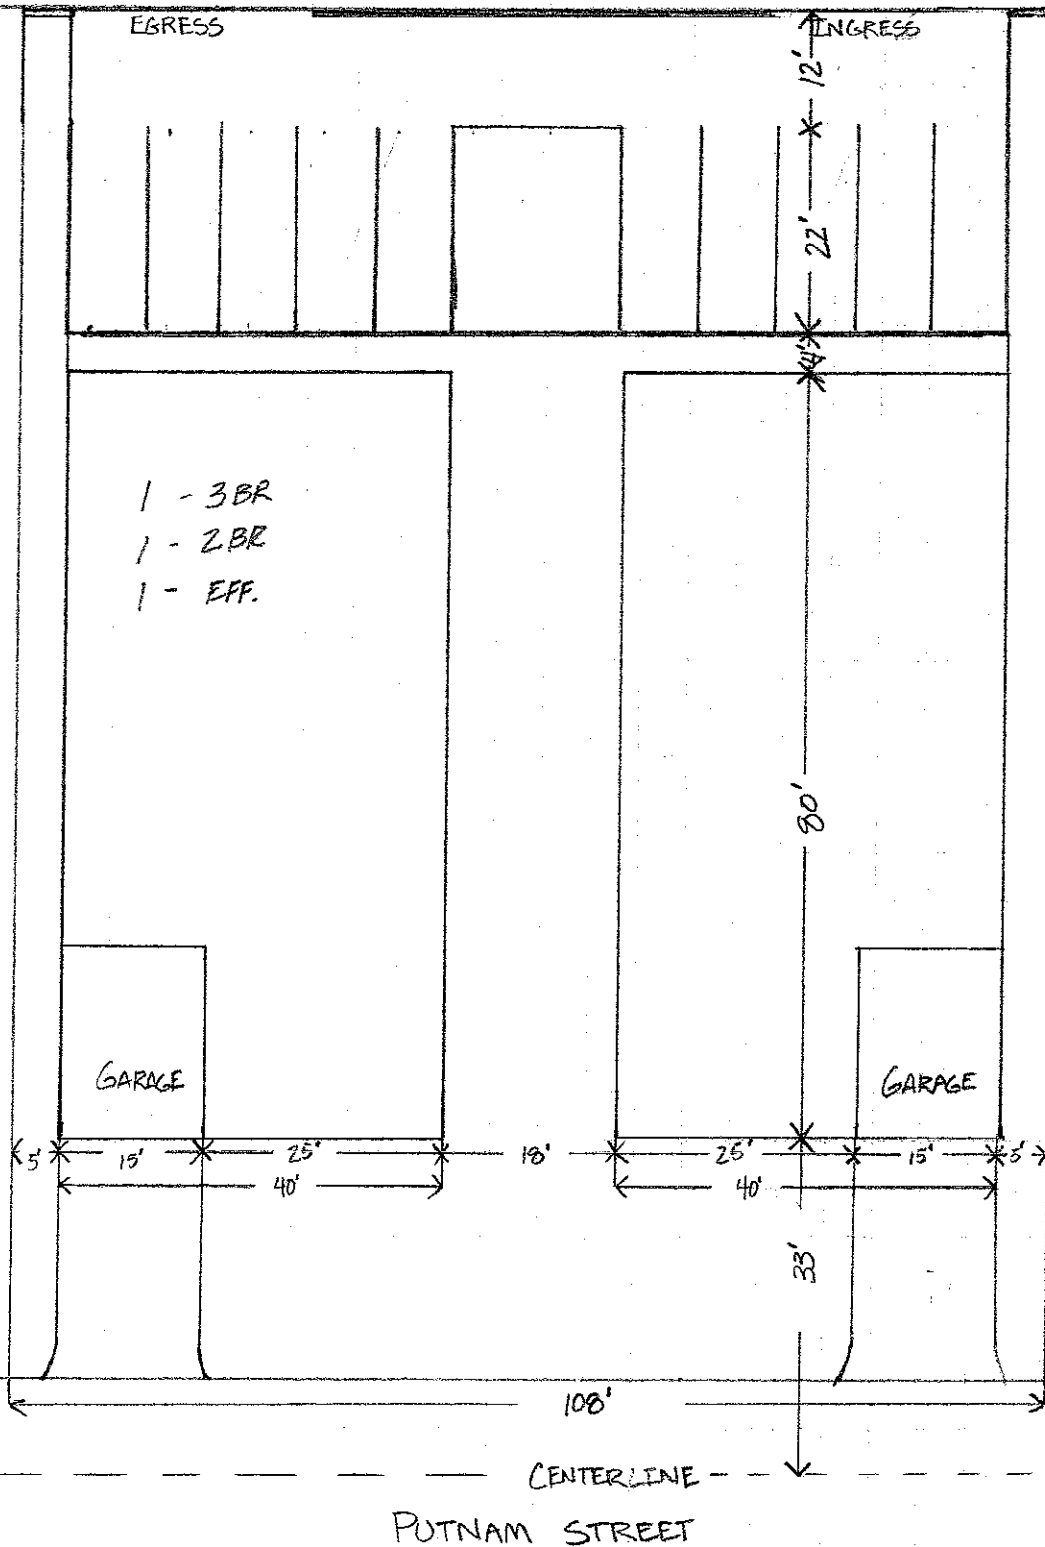 EGRESS
INGRESS
12'
22'
4'
1 - 3BR
1 - 2BR
1 - EFF.
80'
GARAGE
GARAGE
5' 15' 25' 18' 25' 15' 5'
40' 40'
33'
108'
CENTERLINE
PUTNAM STREET